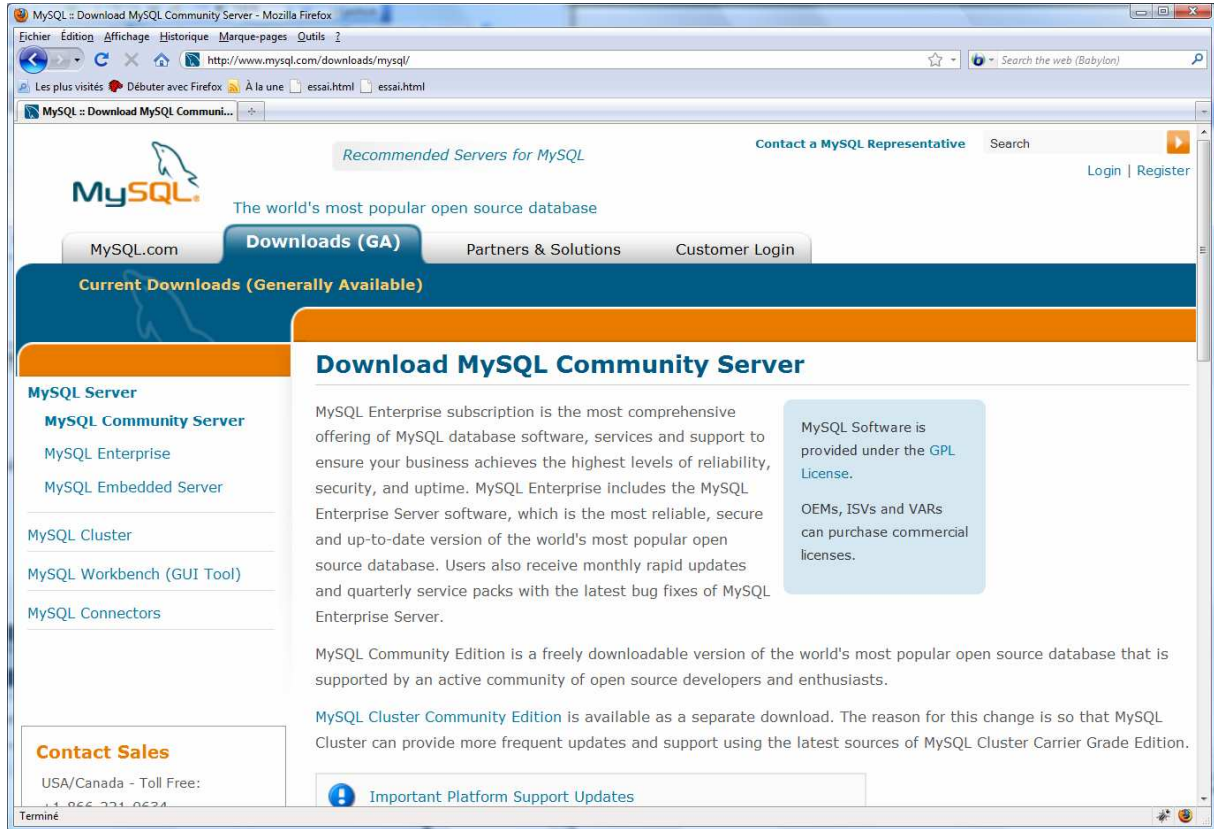 MySQL :: Download MySQL Community Server - Mozilla Firefox
Fichier Édition Affichage Historique Marque-pages Outils ?
http://www.mysql.com/downloads/mysql/
Search the web (Babylon)
Les plus visités Débuter avec Firefox À la une essai.html essai.html
MySQL :: Download MySQL Communi...
MySQL
Recommended Servers for MySQL
Contact a MySQL Representative
Search
Login | Register
The world's most popular open source database
MySQL.com
Downloads (GA)
Partners & Solutions
Customer Login
Current Downloads (Generally Available)
MySQL Server
MySQL Community Server
MySQL Enterprise
MySQL Embedded Server
MySQL Cluster
MySQL Workbench (GUI Tool)
MySQL Connectors
Contact Sales
USA/Canada - Toll Free:
+1-866-221-0634
Download MySQL Community Server
MySQL Enterprise subscription is the most comprehensive
offering of MySQL database software, services and support to
ensure your business achieves the highest levels of reliability,
security, and uptime. MySQL Enterprise includes the MySQL
Enterprise Server software, which is the most reliable, secure
and up-to-date version of the world's most popular open
source database. Users also receive monthly rapid updates
and quarterly service packs with the latest bug fixes of MySQL
Enterprise Server.
MySQL Software is
provided under the GPL
License.
OEMs, ISVs and VARs
can purchase commercial
licenses.
MySQL Community Edition is a freely downloadable version of the world's most popular open source database that is
supported by an active community of open source developers and enthusiasts.
MySQL Cluster Community Edition is available as a separate download. The reason for this change is so that MySQL
Cluster can provide more frequent updates and support using the latest sources of MySQL Cluster Carrier Grade Edition.
Important Platform Support Updates
Terminé